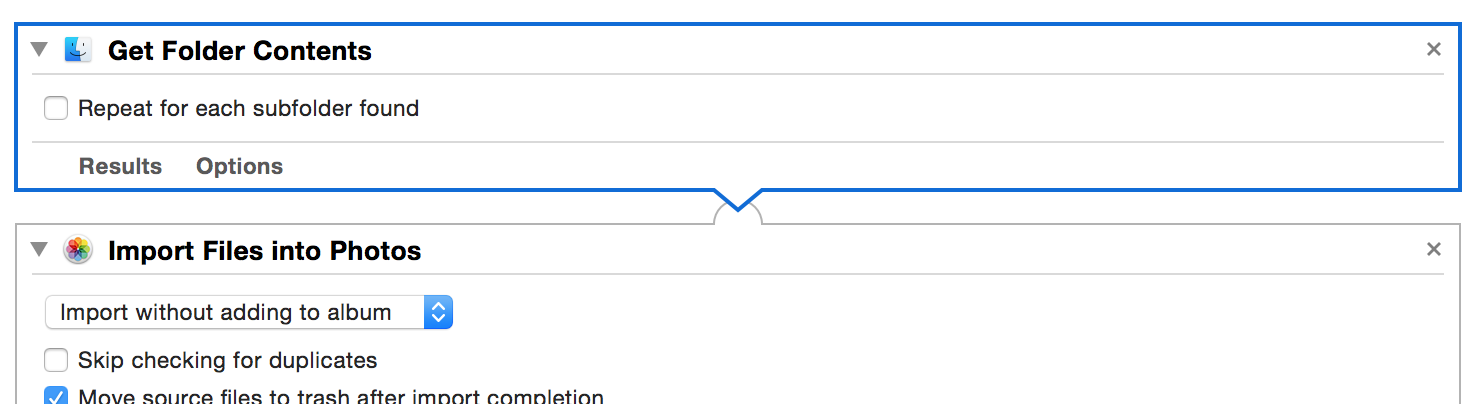 Get Folder Contents
Repeat for each subfolder found
Results Options
Import Files into Photos
Import without adding to album
Skip checking for duplicates
Move source files to trash after import completion